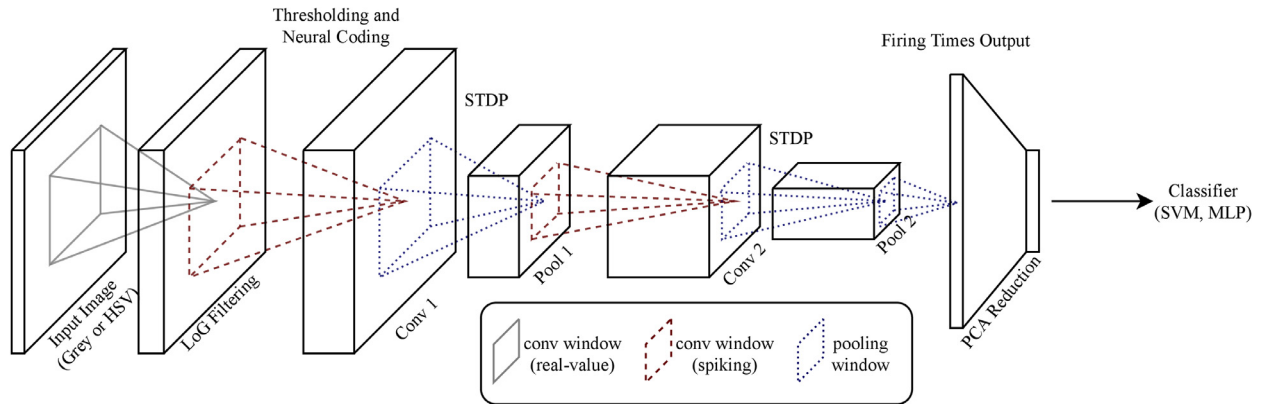 Thresholding and
Neural Coding
Firing Times Output
STDP
STDP
Classifier
(SVM, MLP)
Input Image
(Grey or HSV)
LoG Filtering
Conv 1
Pool 1
Conv 2
Pool 2
PCA Reduction
conv window
(real-value)
conv window
(spiking)
pooling
window